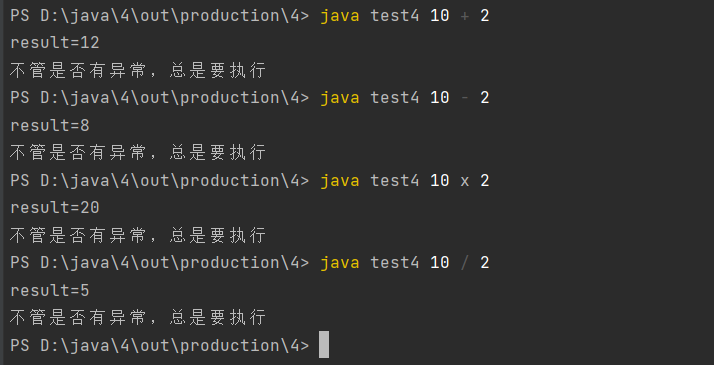 PS D:\java\4\out\production\4> java test4 10 + 2
result=12
不管是否有异常，总是要执行
PS D:\java\4\out\production\4> java test4 10 - 2
result=8
不管是否有异常，总是要执行
PS D:\java\4\out\production\4> java test4 10 x 2
result=20
不管是否有异常，总是要执行
PS D:\java\4\out\production\4> java test4 10 / 2
result=5
不管是否有异常，总是要执行
PS D:\java\4\out\production\4>